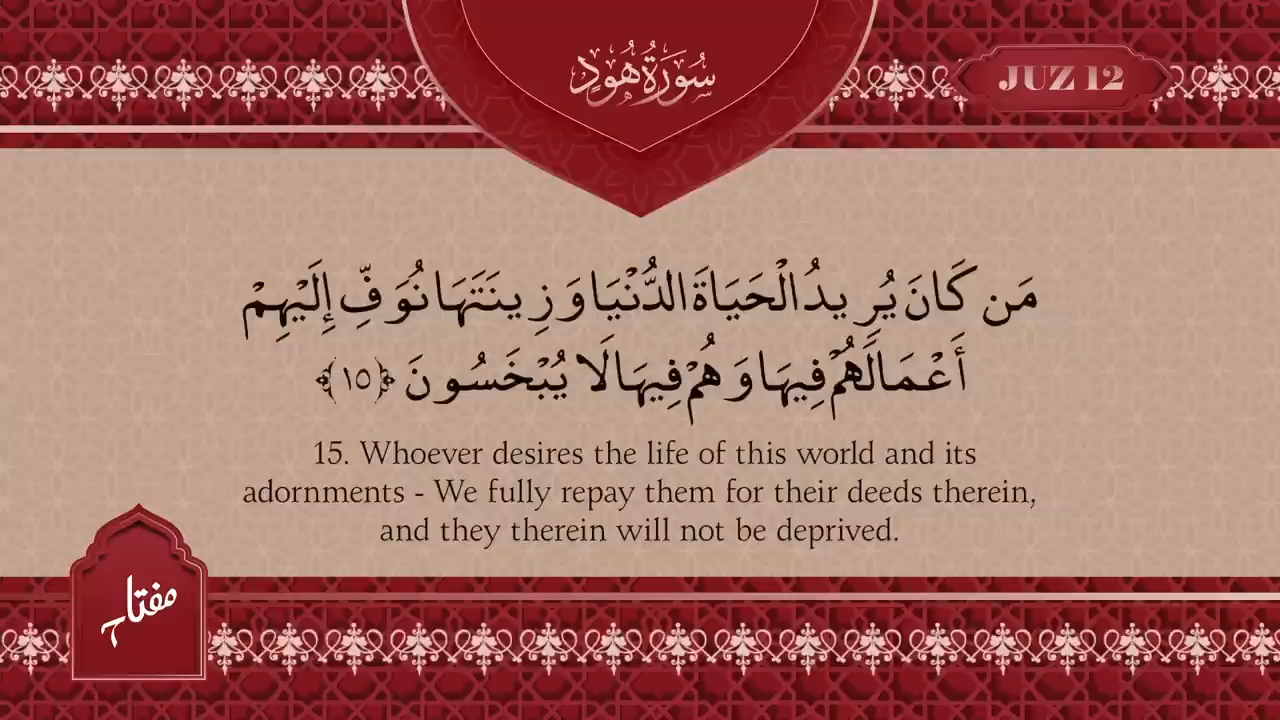 سُورَةُ هُودٍ
JUZ 12
مَن كَانَ يُرِيدُ الْحَيَاةَ الدُّنْيَا وَزِينَتَهَا نُوَفِّ إِلَيْهِمْ
أَعْمَالَهُمْ فِيهَا وَهُمْ فِيهَا لَا يُبْخَسُونَ ﴿١٥﴾
15. Whoever desires the life of this world and its
adornments - We fully repay them for their deeds therein,
and they therein will not be deprived.
مفتاح